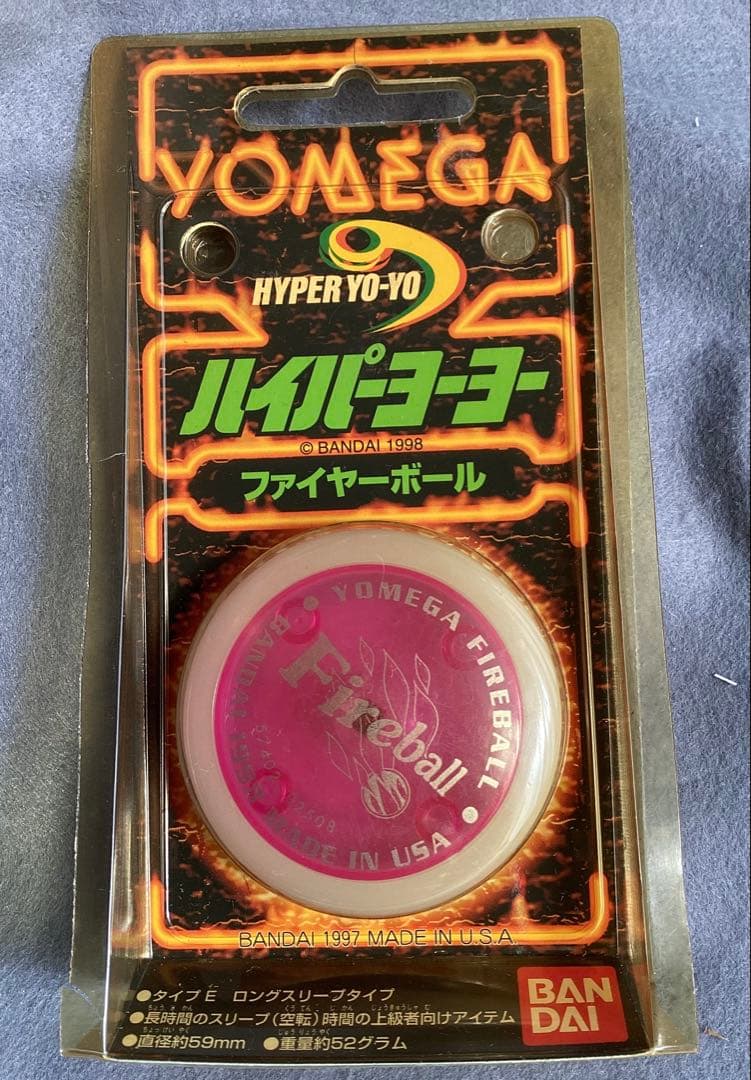 YOMEGA
HYPER YO-YO
ハイパーヨーヨー
© BANDAI 1998
ファイヤーボール
YOMEGA FIREBALL
Fireball
BANDAI 1997 MADE IN USA
BANDAI 1997 MADE IN U.S.A.
●タイプE ロングスリープタイプ
●長時間のスリープ(空転)時間の上級者向けアイテム
●直径約59mm ●重量約52グラム
BAN
DAI